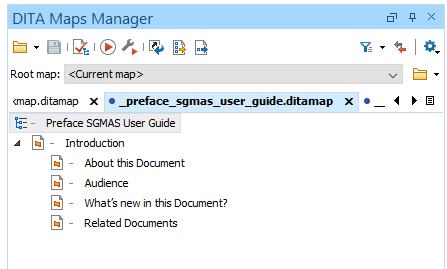 DITA Maps Manager
Root map: <Current map>
‹map.ditamap × _preface_sgmas_user_guide.ditamap × __
Preface SGMAS User Guide
Introduction
About this Document
Audience
What's new in this Document?
Related Documents